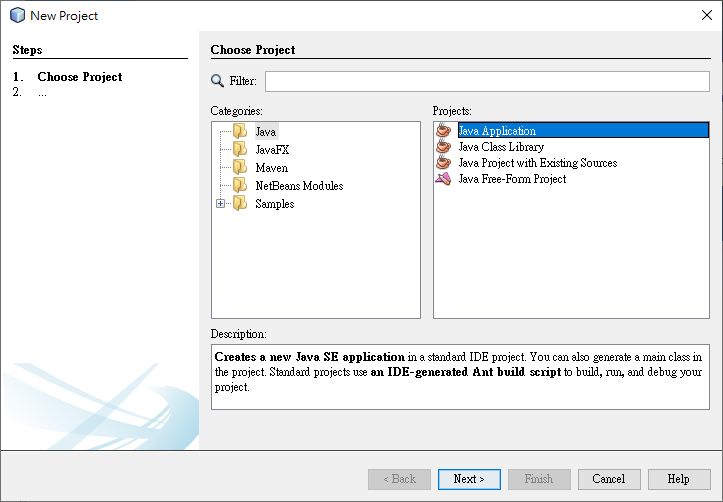 New Project
Steps
1. Choose Project
2. ...
Choose Project
Filter:
Categories:
Java
JavaFX
Maven
NetBeans Modules
Samples
Projects:
Java Application
Java Class Library
Java Project with Existing Sources
Java Free-Form Project
Description:
Creates a new Java SE application in a standard IDE project. You can also generate a main class in
the project. Standard projects use an IDE-generated Ant build script to build, run, and debug your
project.
< Back
Next >
Finish
Cancel
Help